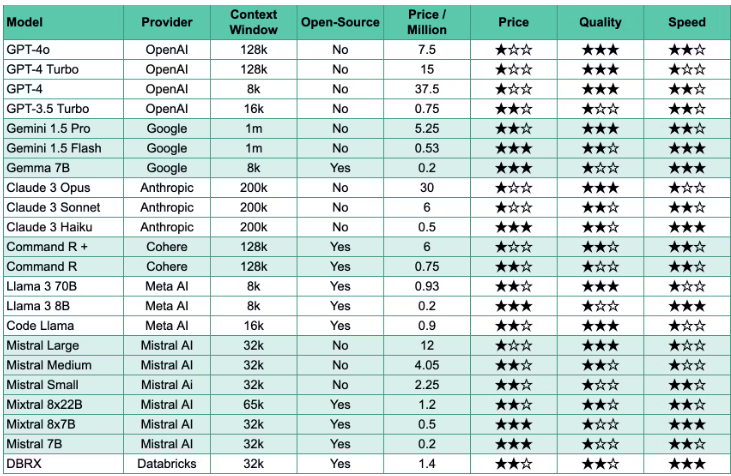 Model Provider Context Window Open-Source Price / Million Price Quality Speed
GPT-4o OpenAI 128k No 7.5 ★☆☆ ★★★ ★★☆
GPT-4 Turbo OpenAI 128k No 15 ★☆☆ ★★★ ★☆☆
GPT-4 OpenAI 8k No 37.5 ★☆☆ ★★★ ★★☆
GPT-3.5 Turbo OpenAI 16k No 0.75 ★★☆ ★☆☆ ★★☆
Gemini 1.5 Pro Google 1m No 5.25 ★★☆ ★★★ ★★☆
Gemini 1.5 Flash Google 1m No 0.53 ★★★ ★★☆ ★★★
Gemma 7B Google 8k Yes 0.2 ★★★ ★☆☆ ★★★
Claude 3 Opus Anthropic 200k No 30 ★☆☆ ★★★ ★☆☆
Claude 3 Sonnet Anthropic 200k No 6 ★☆☆ ★★☆ ★★☆
Claude 3 Haiku Anthropic 200k No 0.5 ★★★ ★★☆ ★★★
Command R + Cohere 128k Yes 6 ★☆☆ ★★☆ ★★☆
Command R Cohere 128k Yes 0.75 ★★☆ ★☆☆ ★★☆
Llama 3 70B Meta AI 8k Yes 0.93 ★★☆ ★★★ ★☆☆
Llama 3 8B Meta AI 8k Yes 0.2 ★★★ ★☆☆ ★★★
Code Llama Meta AI 16k Yes 0.9 ★★☆ ★★★ ★☆☆
Mistral Large Mistral AI 32k No 12 ★☆☆ ★★★ ★☆☆
Mistral Medium Mistral AI 32k No 4.05 ★★☆ ★★☆ ★☆☆
Mistral Small Mistral Ai 32k No 2.25 ★★☆ ★☆☆ ★★☆
Mixtral 8x22B Mistral AI 65k Yes 1.2 ★★☆ ★★☆ ★★☆
Mixtral 8x7B Mistral AI 32k Yes 0.5 ★★★ ★☆☆ ★★★
Mistral 7B Mistral AI 32k Yes 0.2 ★★★ ★☆☆ ★★☆
DBRX Databricks 32k Yes 1.4 ★★☆ ★★☆ ★★★